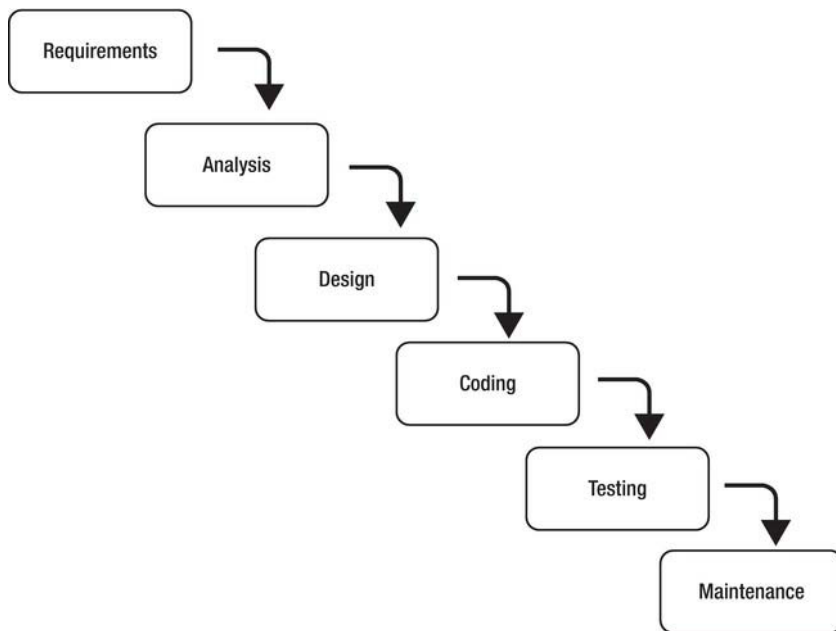 Requirements
Analysis
Design
Coding
Testing
Maintenance